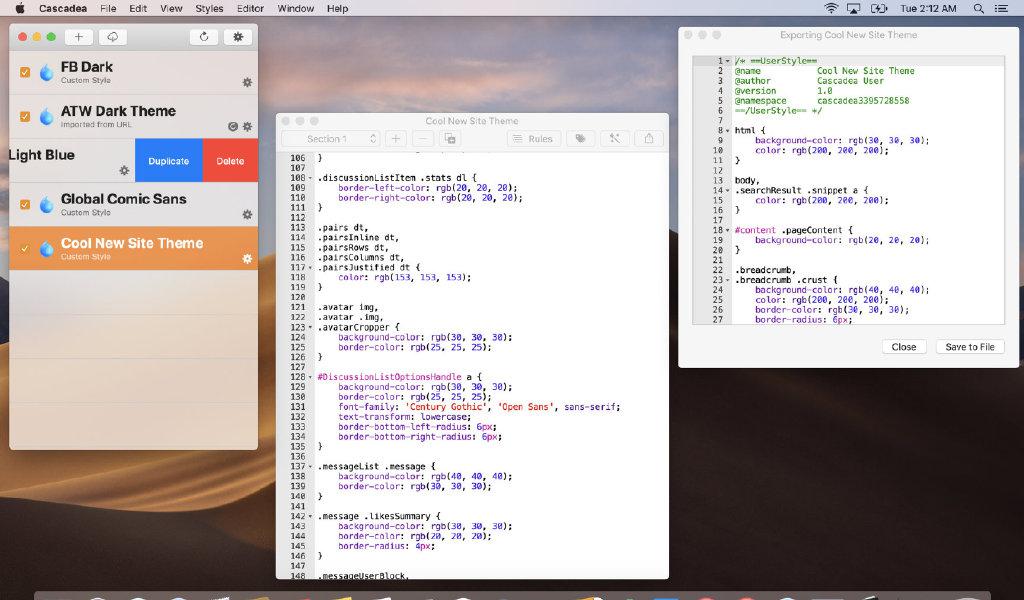 Cascadea File Edit View Styles Editor Window Help Tue 2:12 AM
FB Dark
Custom Style
ATW Dark Theme
Imported from URL
Light Blue
Duplicate
Delete
Global Comic Sans
Custom Style
Cool New Site Theme
Custom Style
Cool New Site Theme
Section 1
Rules
106 }
107
108 .discussionListItem .stats dl {
109 border-left-color: rgb(20, 20, 20);
110 border-right-color: rgb(20, 20, 20);
111 }
112
113 .pairs dt,
114 .pairsInline dt,
115 .pairsRows dt,
116 .pairsColumns dt,
117 .pairsJustified dt {
118 color: rgb(153, 153, 153);
119 }
120
121 .avatar img,
122 .avatar .img,
123 .avatarCropper {
124 background-color: rgb(30, 30, 30);
125 border-color: rgb(25, 25, 25);
126 }
127
128 #DiscussionListOptionsHandle a {
129 background-color: rgb(30, 30, 30);
130 border-color: rgb(25, 25, 25);
131 font-family: 'Century Gothic', 'Open Sans', sans-serif;
132 text-transform: lowercase;
133 border-bottom-left-radius: 6px;
134 border-bottom-right-radius: 6px;
135 }
136
137 .messageList .message {
138 background-color: rgb(40, 40, 40);
139 border-color: rgb(30, 30, 30);
140 }
141
142 .message .likesSummary {
143 background-color: rgb(30, 30, 30);
144 border-color: rgb(20, 20, 20);
145 border-radius: 4px;
146 }
147
148 .messageUserBlock,
Exporting Cool New Site Theme
1 /* ==UserStyle==
2 @name Cool New Site Theme
3 @author Cascadea User
4 @version 1.0
5 @namespace cascadea3395728558
6 ==/UserStyle== */
7
8 html {
9 background-color: rgb(30, 30, 30);
10 color: rgb(200, 200, 200);
11 }
12
13 body,
14 .searchResult .snippet a {
15 color: rgb(200, 200, 200);
16 }
17
18 #content .pageContent {
19 background-color: rgb(20, 20, 20);
20 }
21
22 .breadcrumb,
23 .breadcrumb .crust {
24 background-color: rgb(40, 40, 40);
25 color: rgb(200, 200, 200);
26 border-color: rgb(30, 30, 30);
27 border-radius: 6px;
Close
Save to File